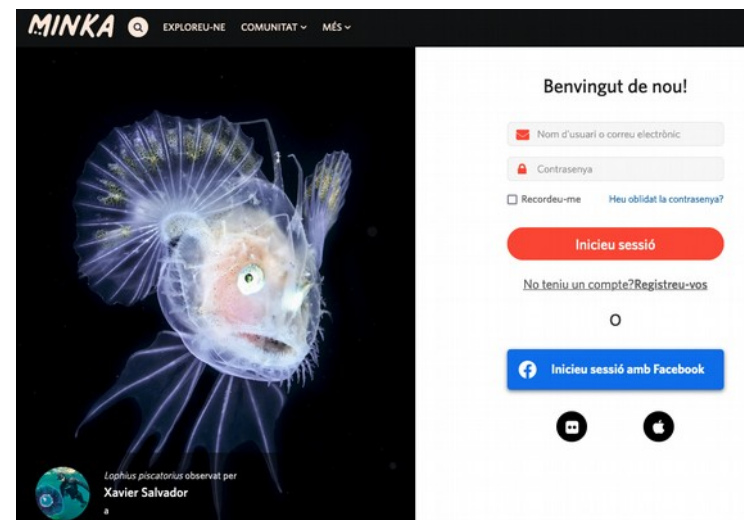 MINKA EXPLOREU-NE COMUNITAT MÉS
Benvingut de nou!
Nom d'usuari o correu electrònic
Contrasenya
Recordeu-me Heu oblidat la contrasenya?
Inicieu sessió
No teniu un compte?Registreu-vos
O
Inicieu sessió amb Facebook
Lophius piscatorius observat per
Xavier Salvador
a